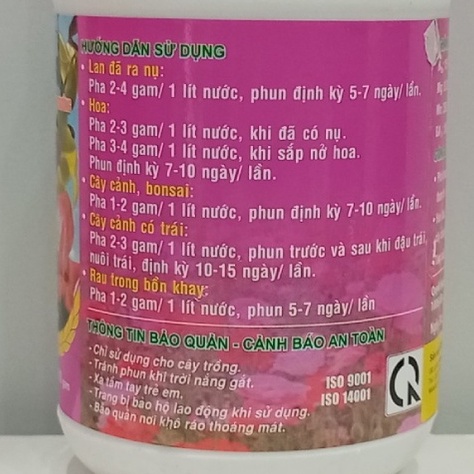 HƯỚNG DẪN SỬ DỤNG
• Lan đã ra nụ:
Pha 2-4 gam/ 1 lít nước, phun định kỳ 5-7 ngày/ lần.
• Hoa:
Pha 2-3 gam/ 1 lít nước, khi đã có nụ.
Pha 3-4 gam/ 1 lít nước, khi sắp nở hoa.
Phun định kỳ 7-10 ngày/ lần.
• Cây cảnh, bonsai:
Pha 1-2 gam/ 1 lít nước, phun định kỳ 7-10 ngày/ lần.
• Cây cảnh có trái:
Pha 2-3 gam/ 1 lít nước, phun trước và sau khi đậu trái,
nuôi trái, định kỳ 10-15 ngày/ lần.
• Rau trong bồn khay:
Pha 1-2 gam/ 1 lít nước, phun 5-7 ngày/ lần
THÔNG TIN BẢO QUẢN - CẢNH BÁO AN TOÀN
- Chỉ sử dụng cho cây trồng.
- Tránh phun khi trời nắng gắt.
- Xa tầm tay trẻ em.
- Trang bị bảo hộ lao động khi sử dụng.
- Bảo quản nơi khô ráo thoáng mát.
ISO 9001
ISO 14001